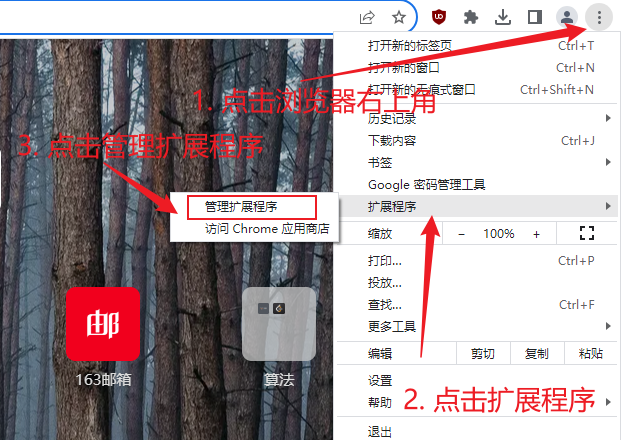 打开新的标签页 Ctrl+T
打开新的窗口 Ctrl+N
打开新的无痕式窗口 Ctrl+Shift+N
1. 点击浏览器右上角
历史记录
下载内容 Ctrl+J
3. 点击管理扩展程序
书签
Google 密码管理工具
扩展程序
管理扩展程序
访问 Chrome 应用商店
缩放 − 100% +
打印... Ctrl+P
投放...
查找... Ctrl+F
更多工具
编辑 剪切 复制 粘贴
设置
帮助
2. 点击扩展程序
退出
邮
163邮箱
算法